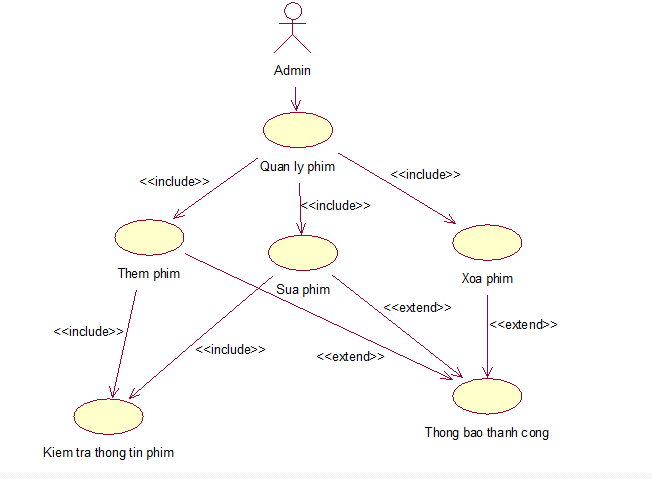 Admin
Quan ly phim
<<include>>
<<include>>
<<include>>
Them phim
Sua phim
Xoa phim
<<include>>
<<include>>
<<extend>>
<<extend>>
<<extend>>
Kiem tra thong tin phim
Thong bao thanh cong